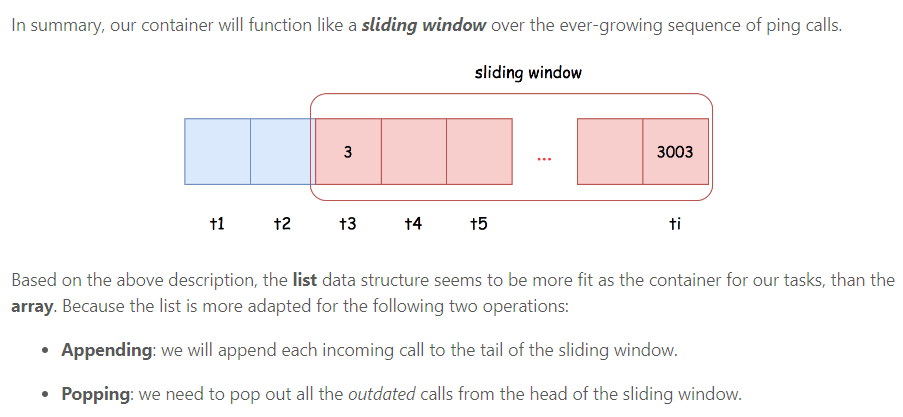 In summary, our container will function like a sliding window over the ever-growing sequence of ping calls.
sliding window
3 ... 3003
t1 t2 t3 t4 t5 ti
Based on the above description, the list data structure seems to be more fit as the container for our tasks, than the
array. Because the list is more adapted for the following two operations:
• Appending: we will append each incoming call to the tail of the sliding window.
• Popping: we need to pop out all the outdated calls from the head of the sliding window.